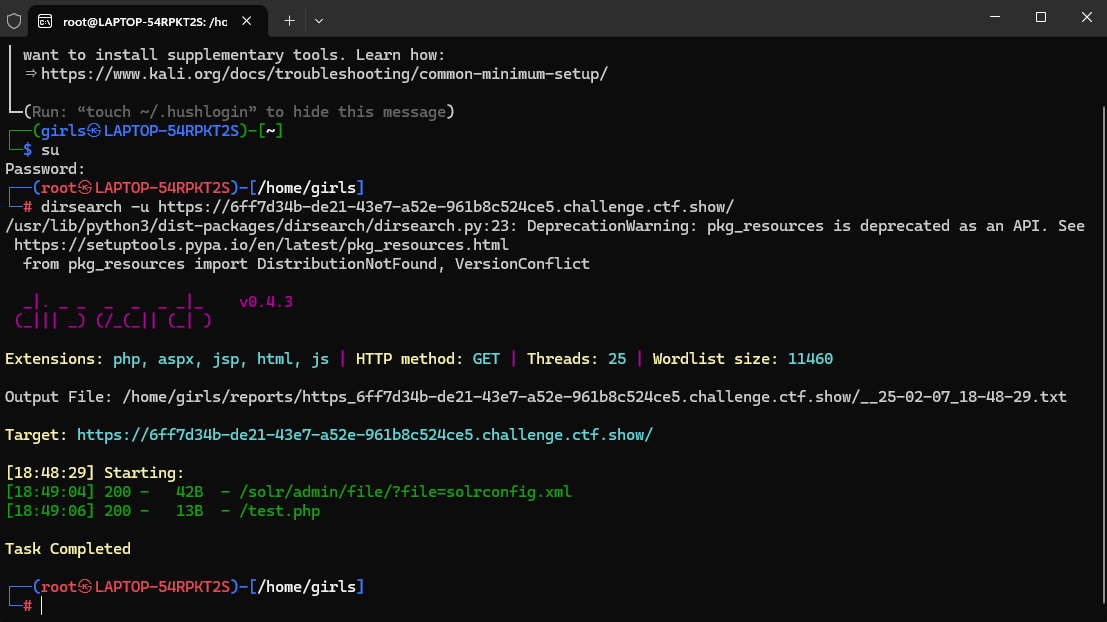 root@LAPTOP-54RPKT2S: /ho
want to install supplementary tools. Learn how:
⇒https://www.kali.org/docs/troubleshooting/common-minimum-setup/
(Run: “touch ~/.hushlogin” to hide this message)
┌──(girls㉿LAPTOP-54RPKT2S)-[~]
└─$ su
Password:
┌──(root㉿LAPTOP-54RPKT2S)-[/home/girls]
└─# dirsearch -u https://6ff7d34b-de21-43e7-a52e-961b8c524ce5.challenge.ctf.show/
/usr/lib/python3/dist-packages/dirsearch/dirsearch.py:23: DeprecationWarning: pkg_resources is deprecated as an API. See
https://setuptools.pypa.io/en/latest/pkg_resources.html
from pkg_resources import DistributionNotFound, VersionConflict
_|. _ _  _  _  _ _|_    v0.4.3
(_||| _) (/_(_|| (_| )
Extensions: php, aspx, jsp, html, js | HTTP method: GET | Threads: 25 | Wordlist size: 11460
Output File: /home/girls/reports/https_6ff7d34b-de21-43e7-a52e-961b8c524ce5.challenge.ctf.show/__25-02-07_18-48-29.txt
Target: https://6ff7d34b-de21-43e7-a52e-961b8c524ce5.challenge.ctf.show/
[18:48:29] Starting:
[18:49:04] 200 -   42B  - /solr/admin/file/?file=solrconfig.xml
[18:49:06] 200 -   13B  - /test.php
Task Completed
┌──(root㉿LAPTOP-54RPKT2S)-[/home/girls]
└─#